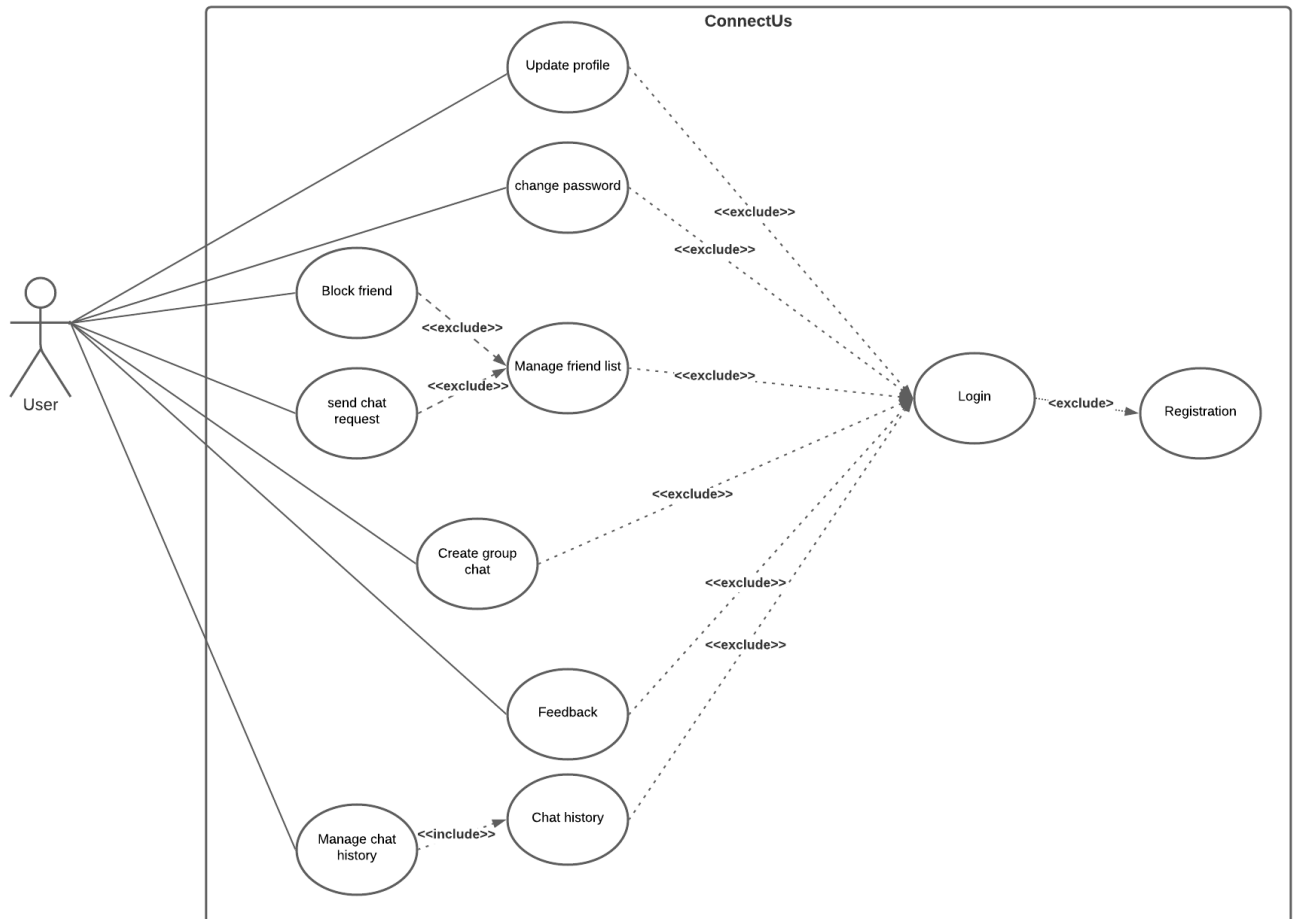 ConnectUs
Update profile
change password
<<exclude>>
<<exclude>>
Block friend
<<exclude>>
Manage friend list
<<exclude>>
<<exclude>>
send chat
request
User
Login
<exclude>
Registration
<<exclude>>
Create group
chat
<<exclude>>
<<exclude>>
Feedback
Chat history
<<include>>
Manage chat
history